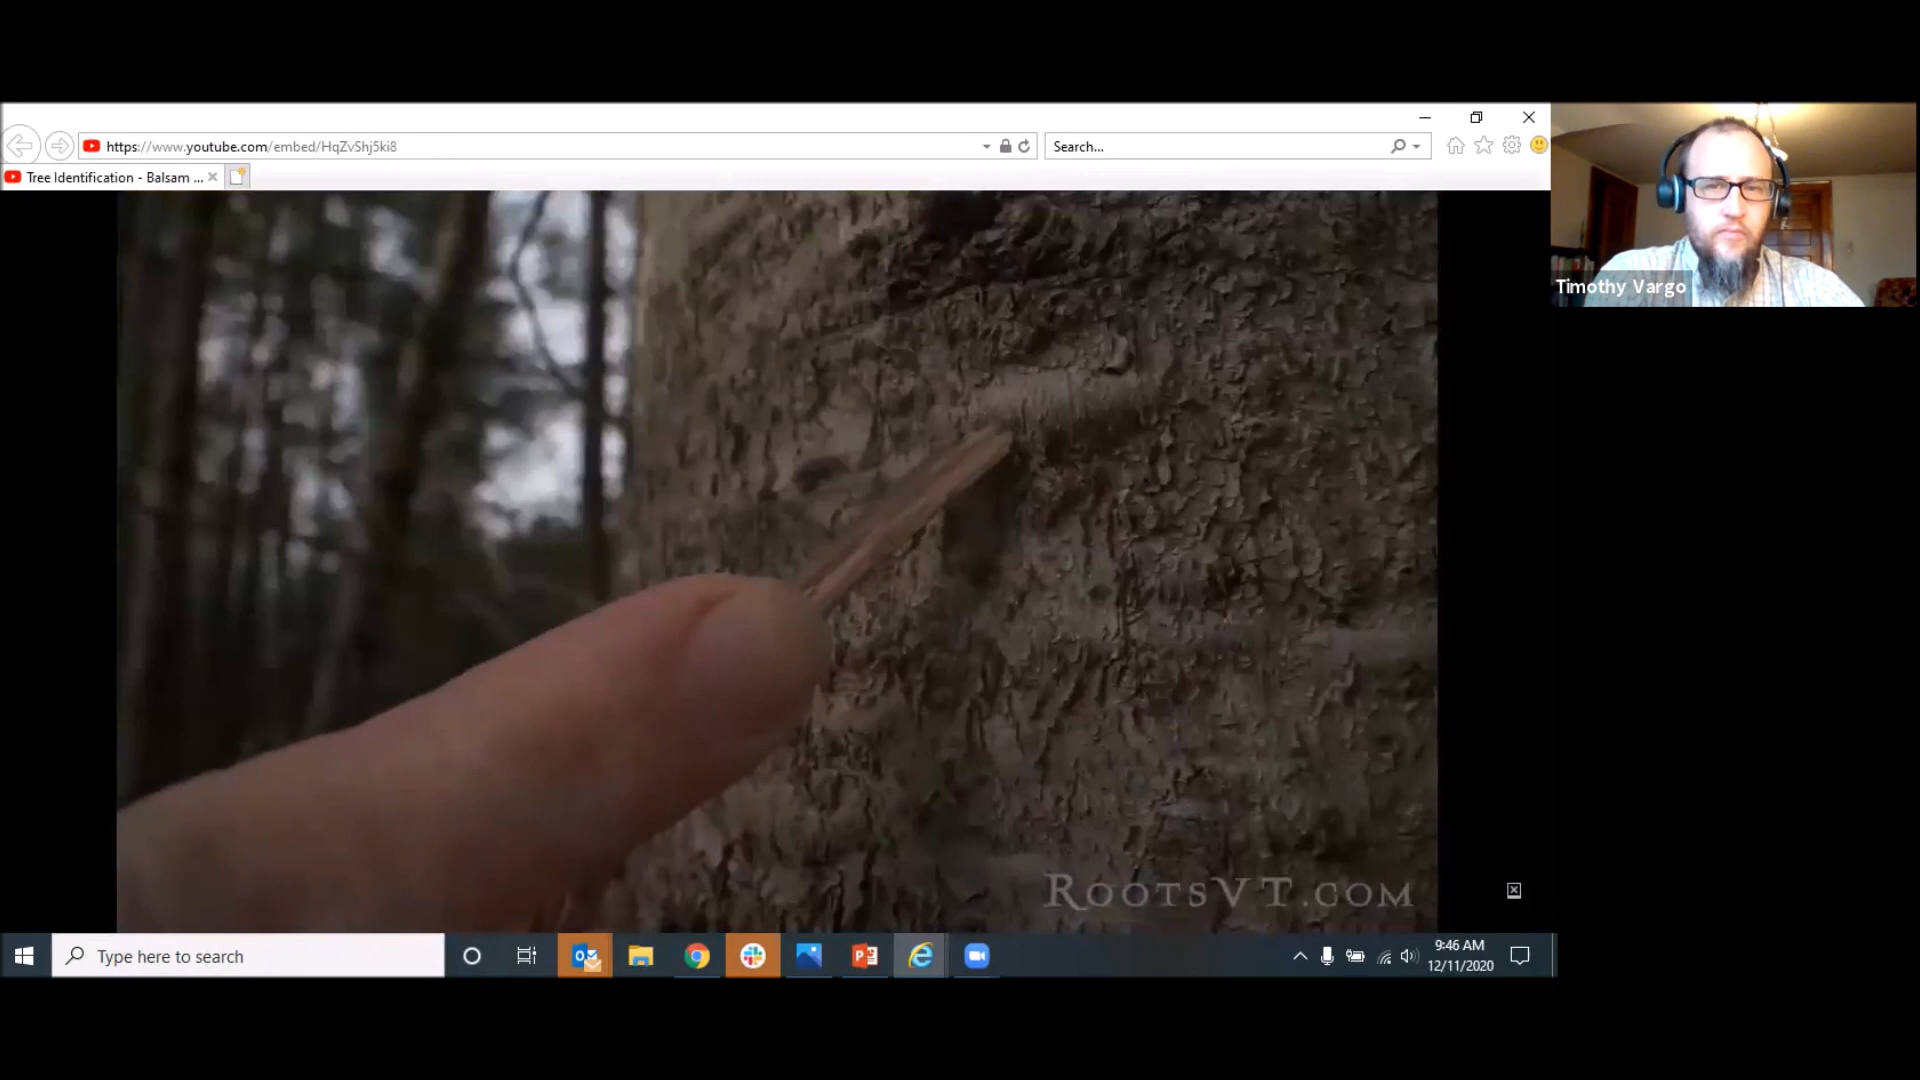 https://www.youtube.com/embed/HqZvShj5ki8
Search...
Tree Identification - Balsam ...
Timothy Vargo
ROOTSVT.COM
Type here to search
9:46 AM
12/11/2020